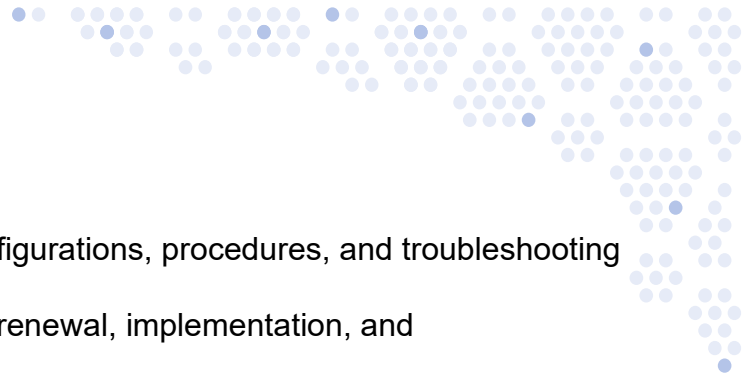 figurations, procedures, and troubleshooting
renewal, implementation, and